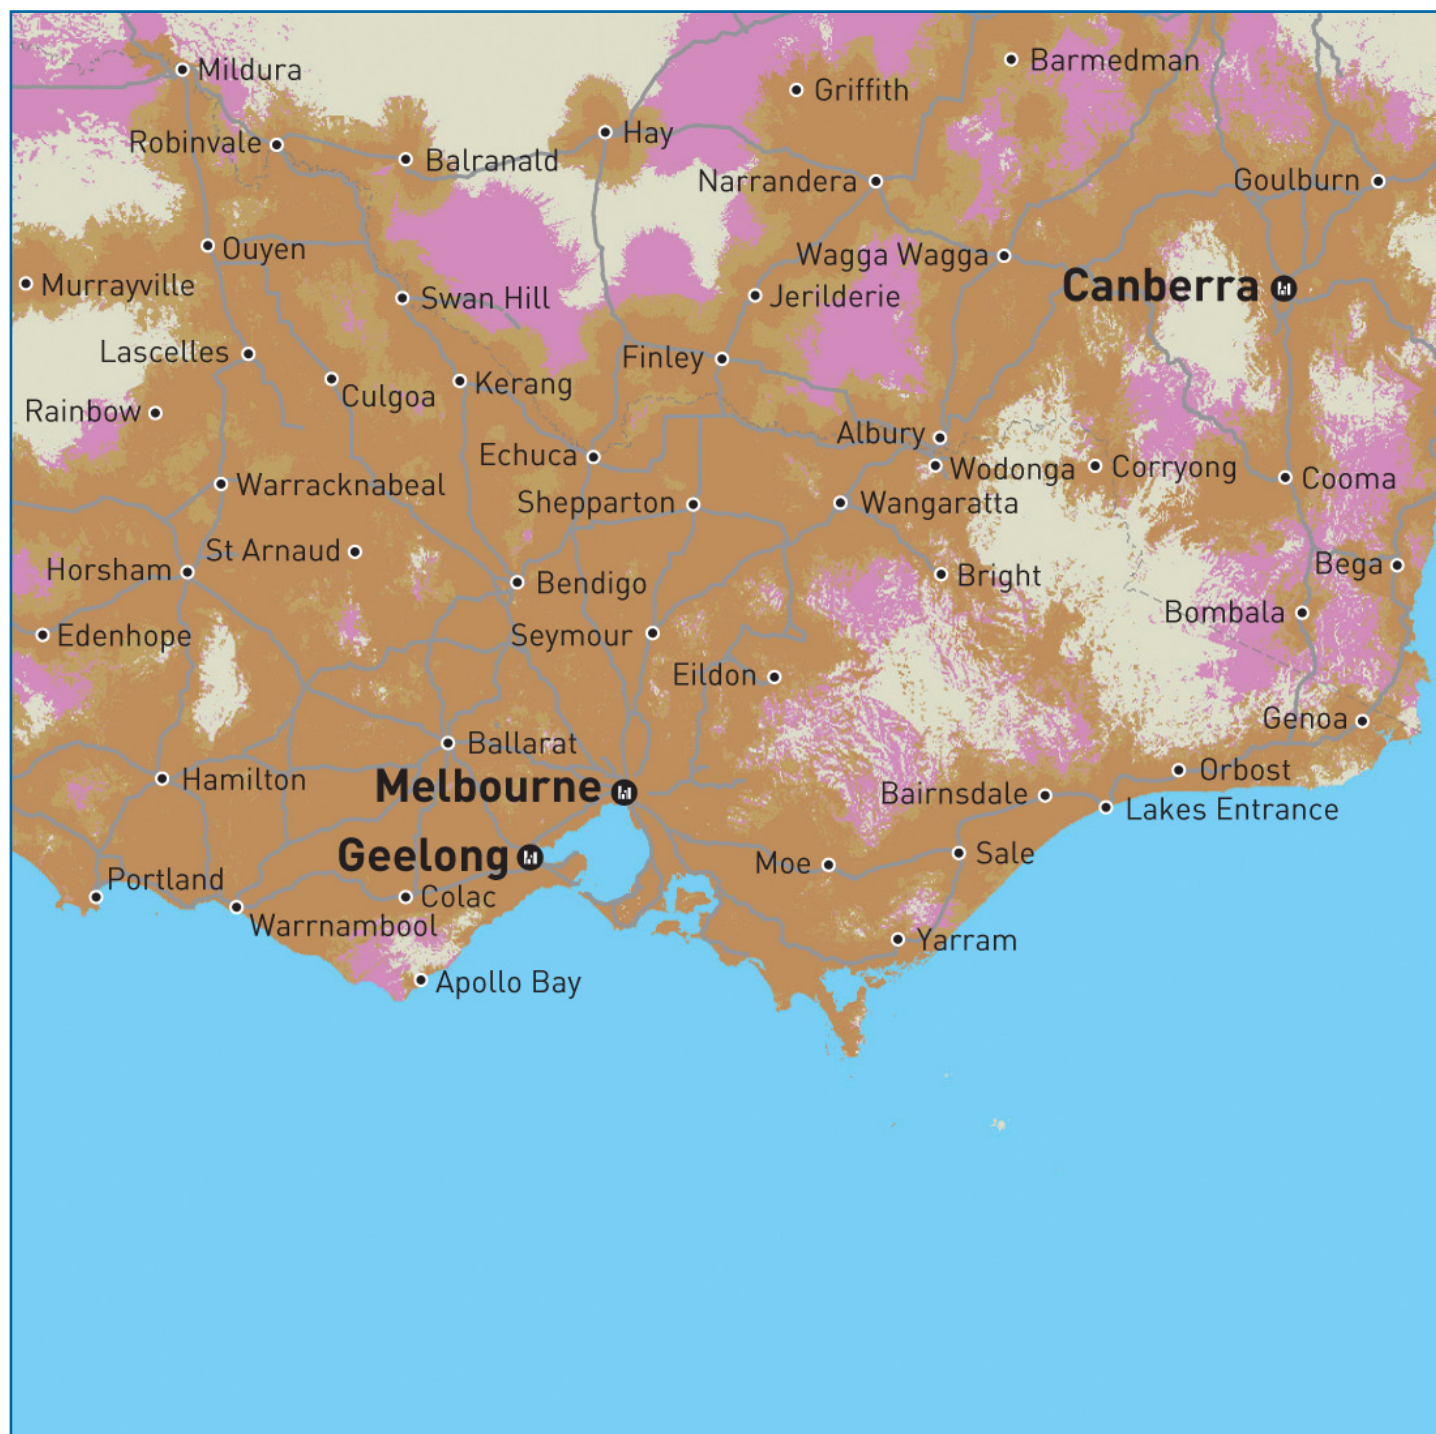 Barmedman
Mildura
Griffith
Hay
Robinvale
Balranald
Narrandera
Goulburn
Ouyen
Wagga Wagga
Murrayville
Canberra
Swan Hill
Jerilderie
Lascelles
Finley
Culgoa
Kerang
Rainbow
Albury
Echuca
Wodonga
Corryong
Cooma
Warracknabeal
Shepparton
Wangaratta
St Arnaud
Horsham
Bendigo
Bright
Bega
Bombala
Edenhope
Seymour
Eildon
Genoa
Ballarat
Orbost
Hamilton
Melbourne
Bairnsdale
Lakes Entrance
Geelong
Moe
Sale
Portland
Colac
Warrnambool
Yarram
Apollo Bay